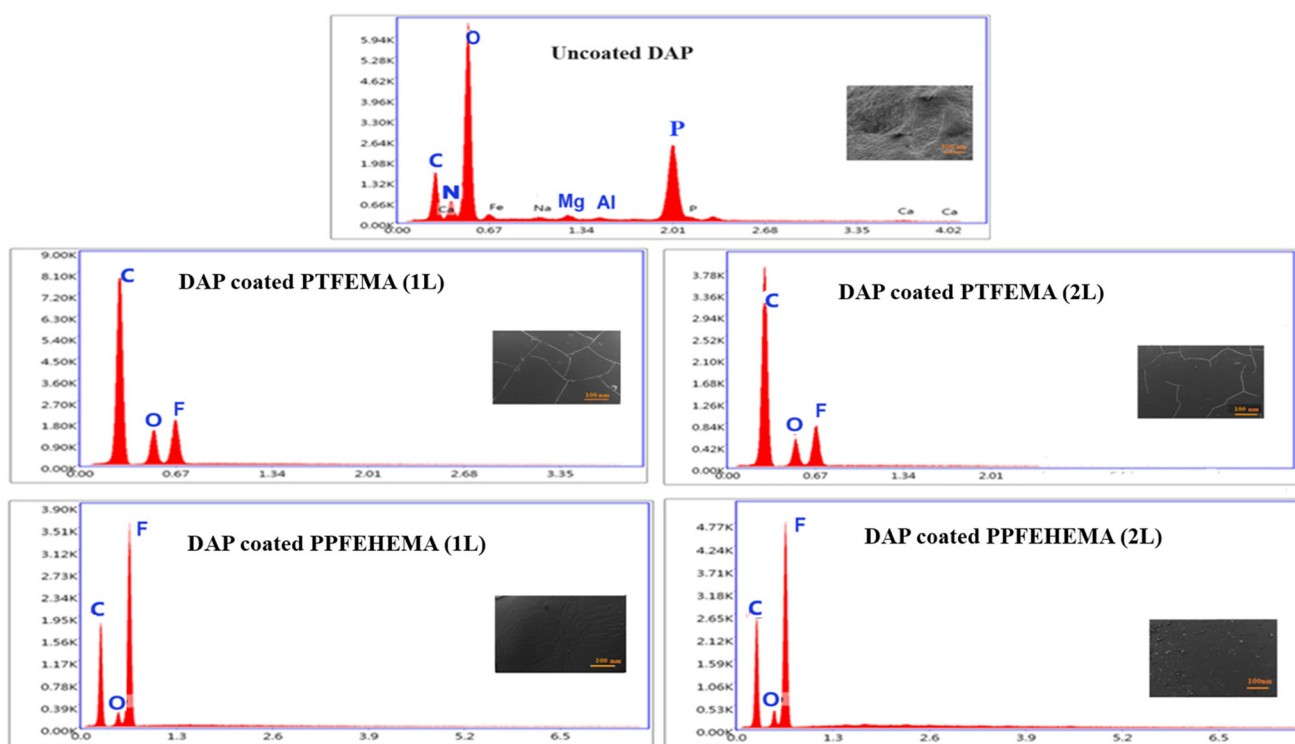 Uncoated DAP
5.94K
5.28K
4.62K
3.96K
3.30K
2.64K
1.98K
1.32K
0.66K
0.00K
C
Ca
N
O
Fe
Na
Mg
Al
P
P
Ca
Ca
0.00
0.67
1.34
2.01
2.68
3.35
4.02
DAP coated PTFEMA (1L)
9.00K
8.10K
7.20K
6.30K
5.40K
4.50K
3.60K
2.70K
1.80K
0.90K
0.00K
C
O
F
100 nm
0.00
0.67
1.34
2.01
2.68
3.35
DAP coated PTFEMA (2L)
3.78K
3.36K
2.94K
2.52K
2.10K
1.68K
1.26K
0.84K
0.42K
0.00K
C
O
F
100 nm
0.00
0.67
1.34
2.01
DAP coated PPFEHEMA (1L)
3.90K
3.51K
3.12K
2.73K
2.34K
1.95K
1.56K
1.17K
0.78K
0.39K
0.00K
C
O
F
100 nm
0.0
1.3
2.6
3.9
5.2
6.5
DAP coated PPFEHEMA (2L)
4.77K
4.24K
3.71K
3.18K
2.65K
2.12K
1.59K
1.06K
0.53K
0.00K
C
O
F
100nm
0.0
1.3
2.6
3.9
5.2
6.5